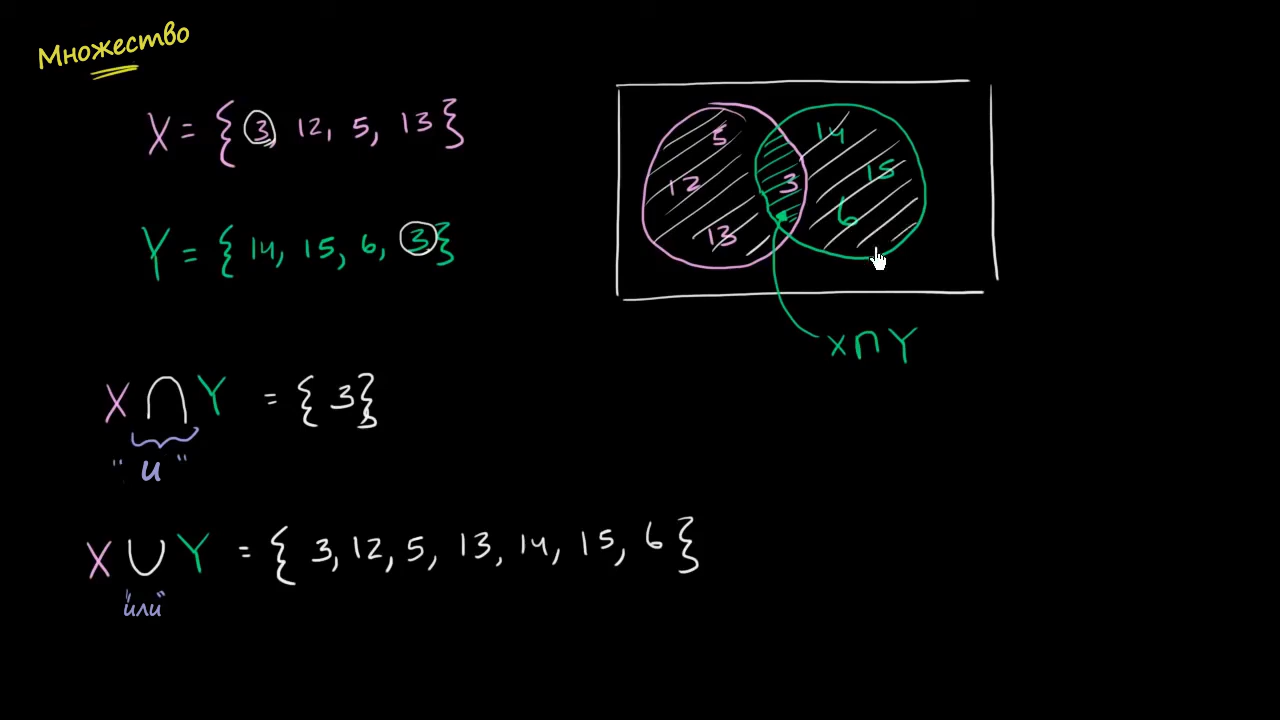 Множество
X = { 3, 12, 5, 13 }
Y = { 14, 15, 6, 3 }
5
14
12
3
15
13
6
X ∩ Y
X ∩ Y = { 3 }
" и "
X ∪ Y = { 3, 12, 5, 13, 14, 15, 6 }
"или"